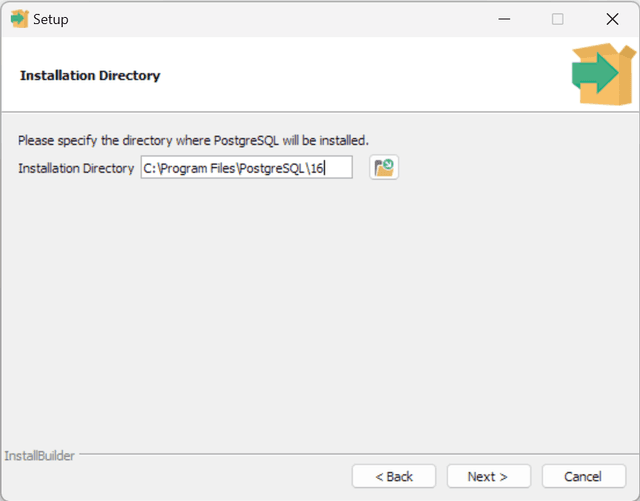 Setup
Installation Directory
Please specify the directory where PostgreSQL will be installed.
Installation Directory C:\Program Files\PostgreSQL\16
InstallBuilder
< Back Next > Cancel